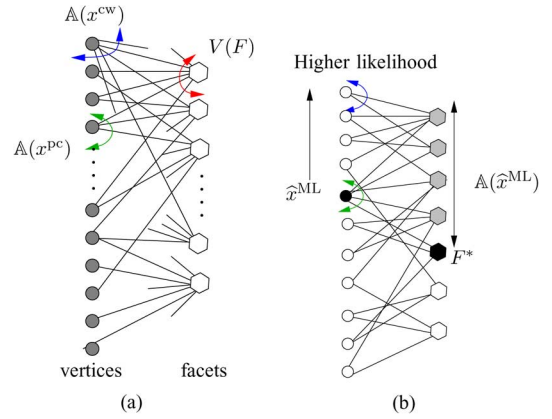 𝔸(x^cw)
V(F)
𝔸(x^pc)
vertices facets
(a)
Higher likelihood
x̂^ML
𝔸(x̂^ML)
F*
(b)